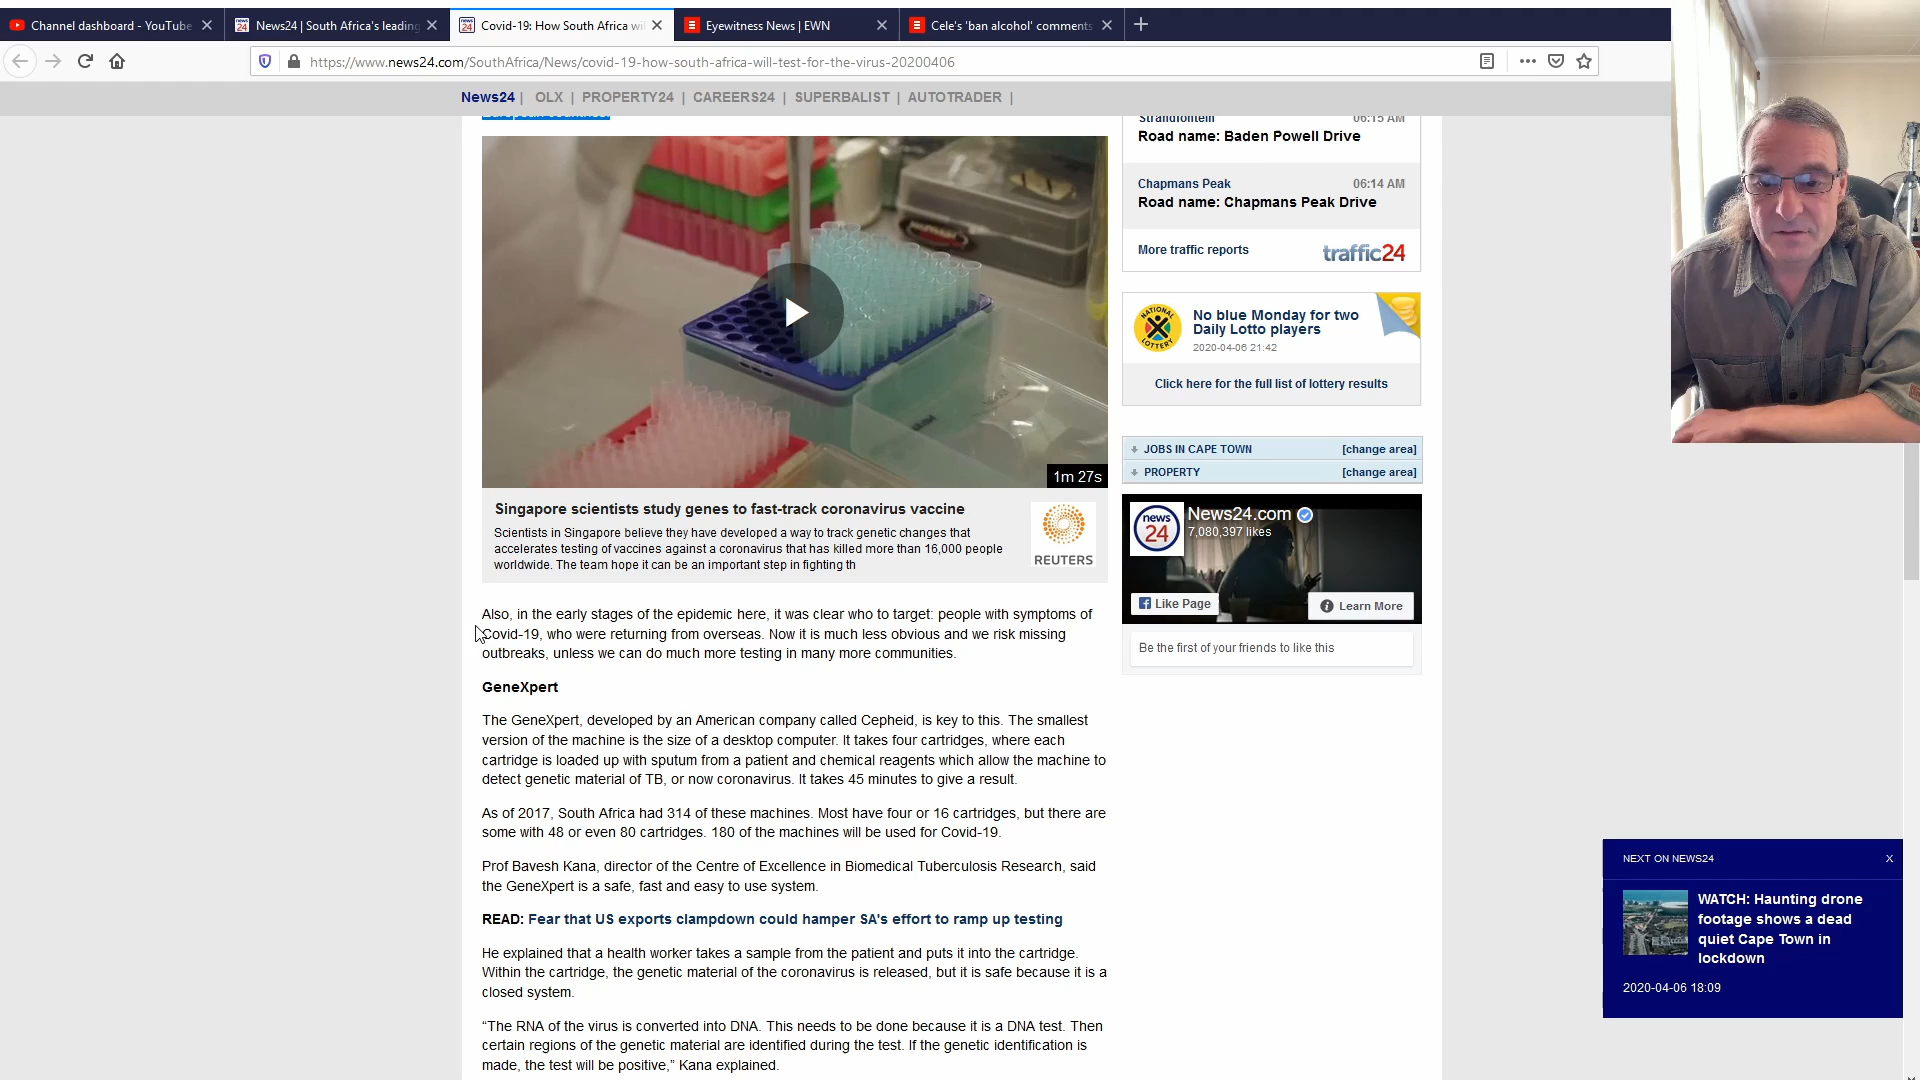 Channel dashboard - YouTube
News24 | South Africa's leading
Covid-19: How South Africa wi
Eyewitness News | EWN
Cele's 'ban alcohol' comments
https://www.news24.com/SouthAfrica/News/covid-19-how-south-africa-will-test-for-the-virus-20200406
News24 | OLX | PROPERTY24 | CAREERS24 | SUPERBALIST | AUTOTRADER |
European countries.
1m 27s
Singapore scientists study genes to fast-track coronavirus vaccine
Scientists in Singapore believe they have developed a way to track genetic changes that
accelerates testing of vaccines against a coronavirus that has killed more than 16,000 people
worldwide. The team hope it can be an important step in fighting th
REUTERS
Also, in the early stages of the epidemic here, it was clear who to target: people with symptoms of
Covid-19, who were returning from overseas. Now it is much less obvious and we risk missing
outbreaks, unless we can do much more testing in many more communities.
GeneXpert
The GeneXpert, developed by an American company called Cepheid, is key to this. The smallest
version of the machine is the size of a desktop computer. It takes four cartridges, where each
cartridge is loaded up with sputum from a patient and chemical reagents which allow the machine to
detect genetic material of TB, or now coronavirus. It takes 45 minutes to give a result.
As of 2017, South Africa had 314 of these machines. Most have four or 16 cartridges, but there are
some with 48 or even 80 cartridges. 180 of the machines will be used for Covid-19.
Prof Bavesh Kana, director of the Centre of Excellence in Biomedical Tuberculosis Research, said
the GeneXpert is a safe, fast and easy to use system.
READ: Fear that US exports clampdown could hamper SA's effort to ramp up testing
He explained that a health worker takes a sample from the patient and puts it into the cartridge.
Within the cartridge, the genetic material of the coronavirus is released, but it is safe because it is a
closed system.
“The RNA of the virus is converted into DNA. This needs to be done because it is a DNA test. Then
certain regions of the genetic material are identified during the test. If the genetic identification is
made, the test will be positive,” Kana explained.
Strandfontein 06:15 AM
Road name: Baden Powell Drive
Chapmans Peak 06:14 AM
Road name: Chapmans Peak Drive
More traffic reports
traffic24
NATIONAL
LOTTERY
No blue Monday for two
Daily Lotto players
2020-04-06 21:42
Click here for the full list of lottery results
JOBS IN CAPE TOWN [change area]
PROPERTY [change area]
news
24
News24.com
7,080,397 likes
Like Page
Learn More
Be the first of your friends to like this
NEXT ON NEWS24 X
WATCH: Haunting drone
footage shows a dead
quiet Cape Town in
lockdown
2020-04-06 18:09